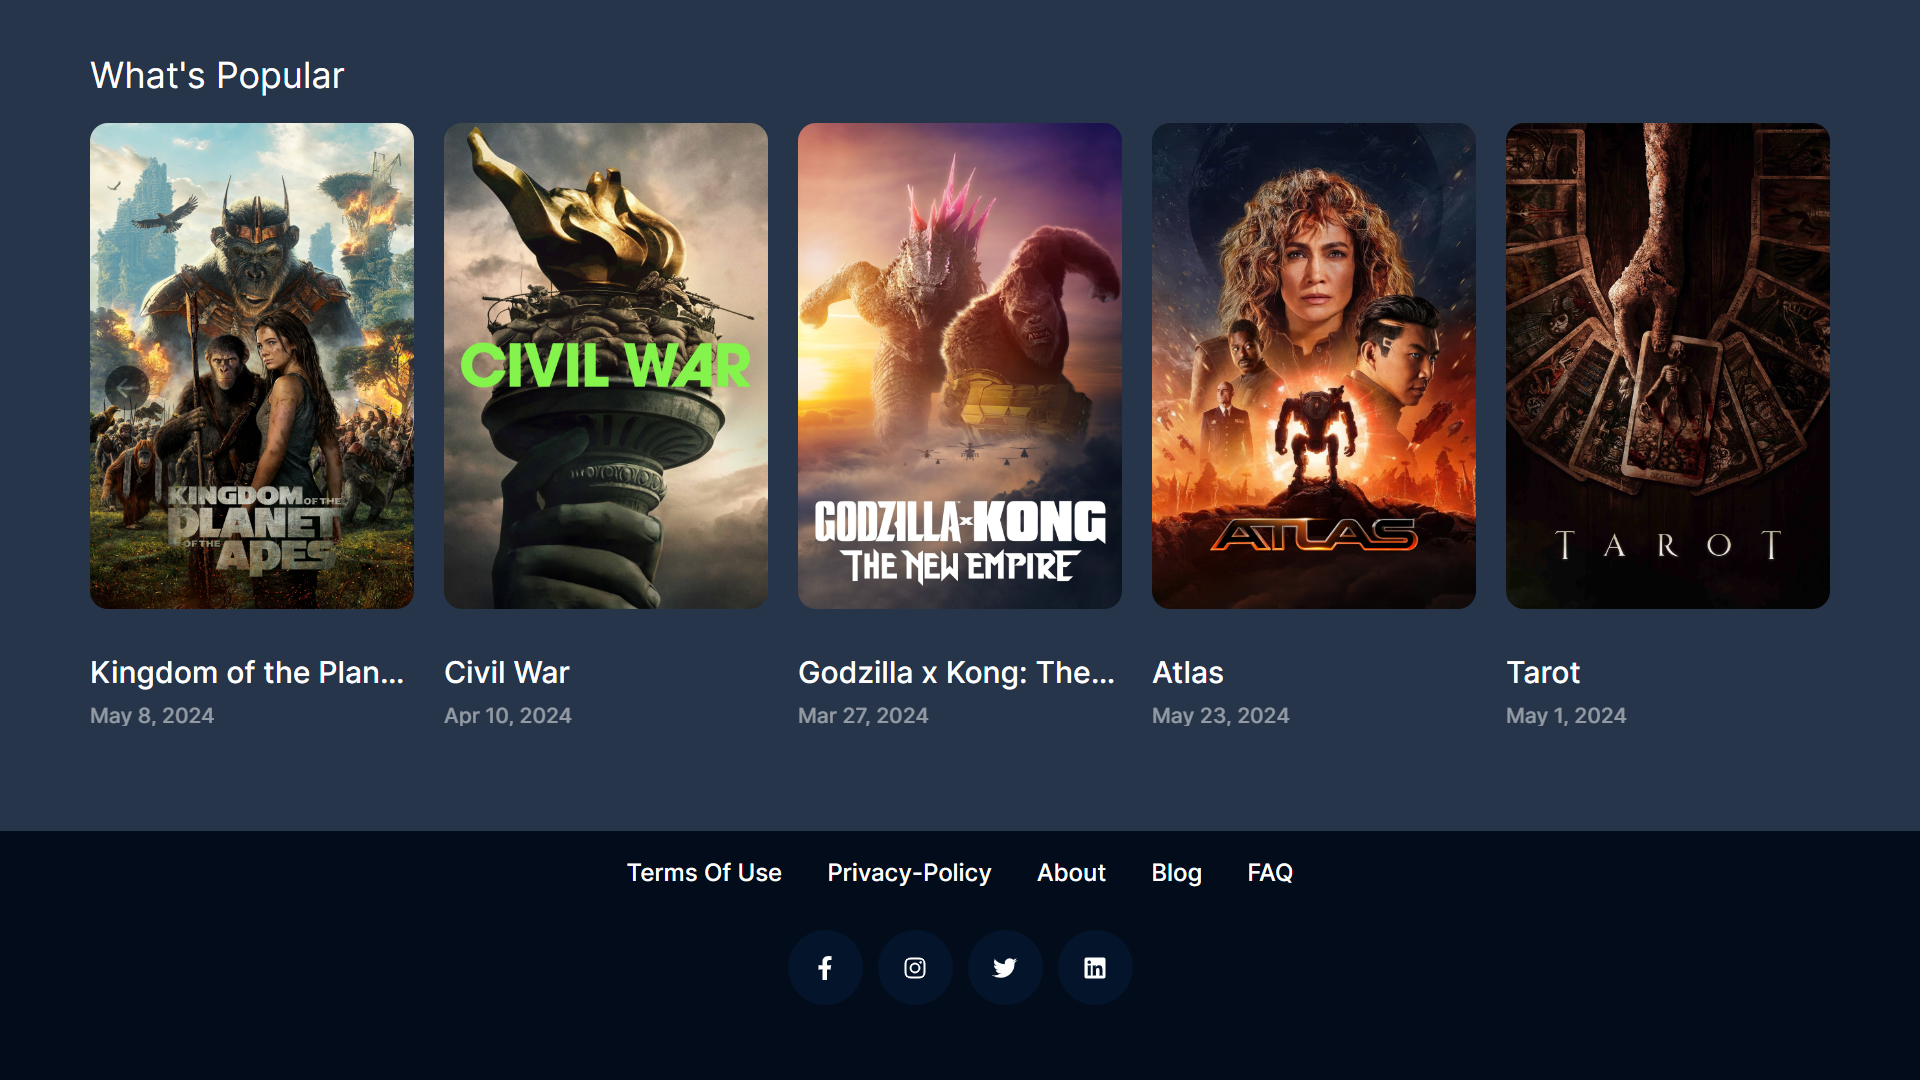 What's Popular
KINGDOM OF THE
PLANET
OF THE APES
CIVIL WAR
GODZILLA x KONG
THE NEW EMPIRE
ATLAS
TAROT
Kingdom of the Plan...
May 8, 2024
Civil War
Apr 10, 2024
Godzilla x Kong: The...
Mar 27, 2024
Atlas
May 23, 2024
Tarot
May 1, 2024
Terms Of Use Privacy-Policy About Blog FAQ